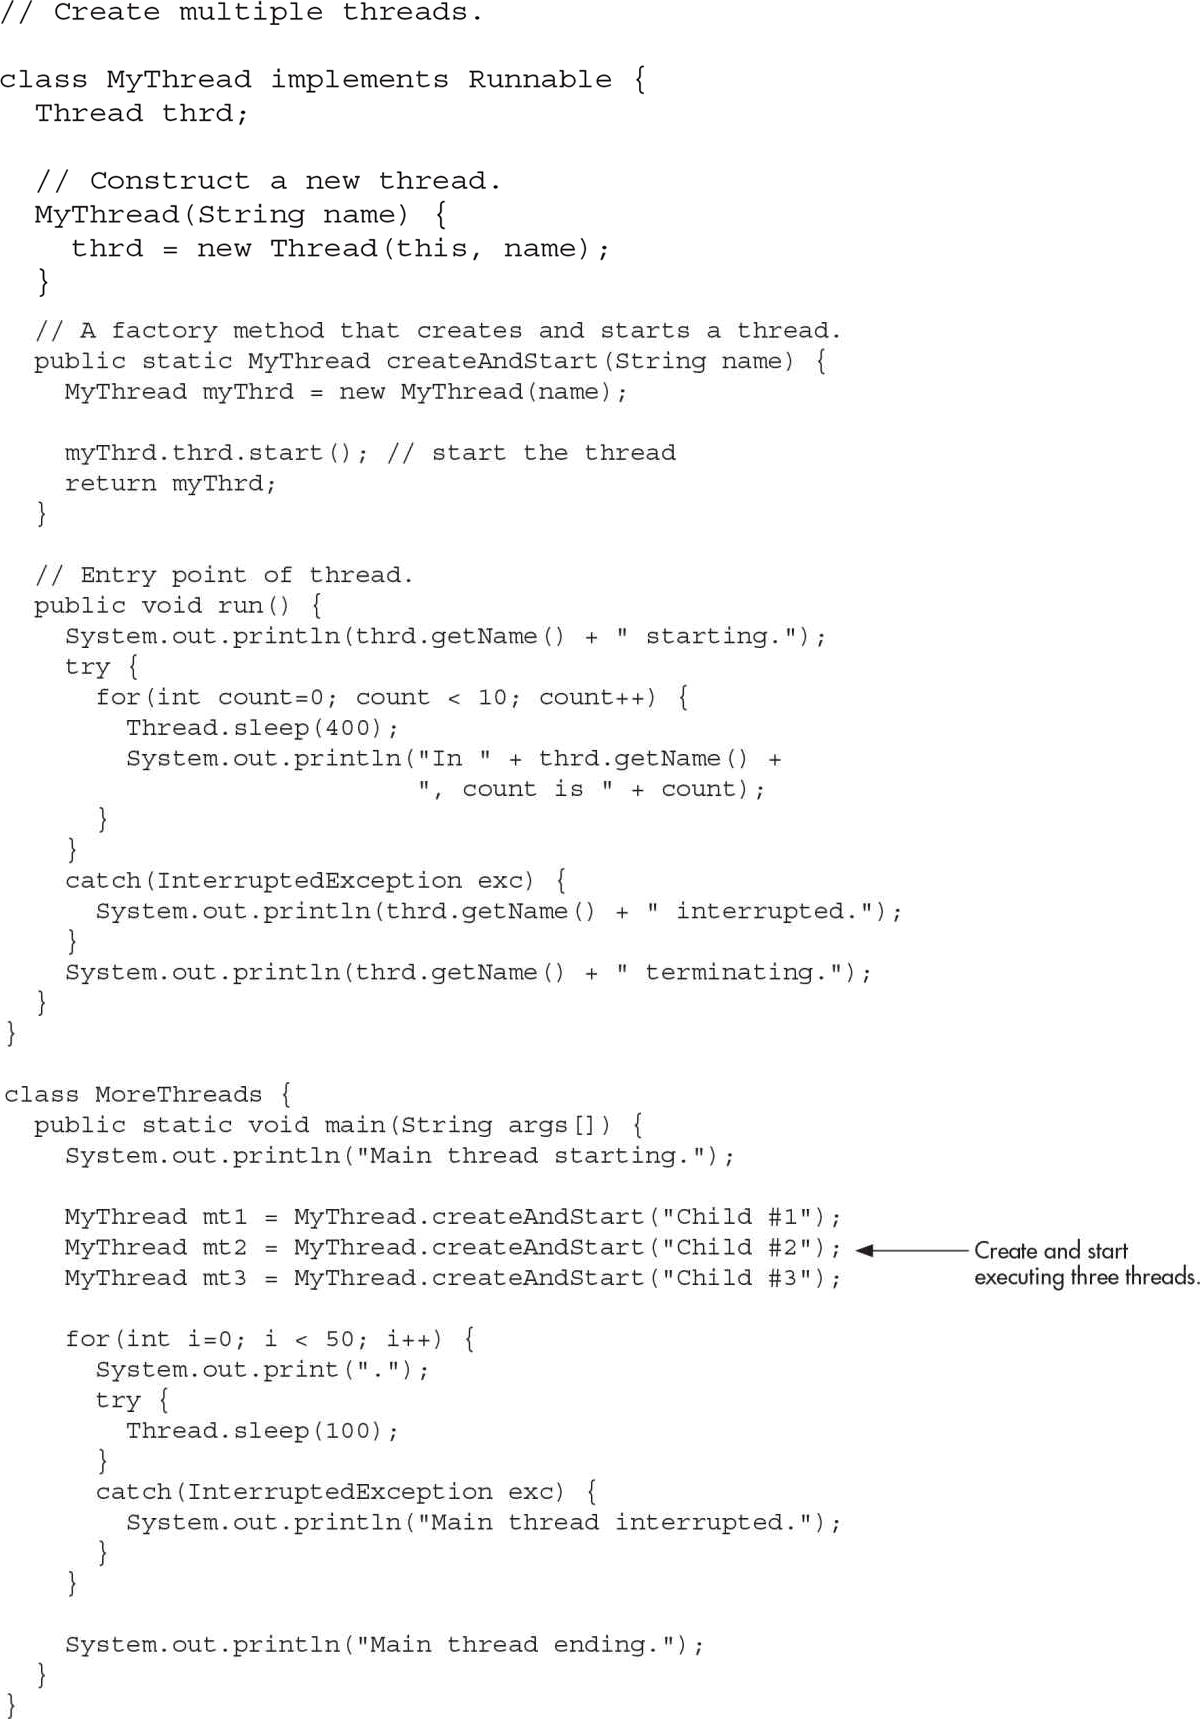 // Create multiple threads.

class MyThread implements Runnable {
  Thread thrd;

  // Construct a new thread.
  MyThread(String name) {
    thrd = new Thread(this, name);
  }
  // A factory method that creates and starts a thread.
  public static MyThread createAndStart(String name) {
    MyThread myThrd = new MyThread(name);

    myThrd.thrd.start(); // start the thread
    return myThrd;
  }

  // Entry point of thread.
  public void run() {
    System.out.println(thrd.getName() + " starting.");
    try {
      for(int count=0; count < 10; count++) {
        Thread.sleep(400);
        System.out.println("In " + thrd.getName() +
                           ", count is " + count);
      }
    }
    catch(InterruptedException exc) {
      System.out.println(thrd.getName() + " interrupted.");
    }
    System.out.println(thrd.getName() + " terminating.");
  }
}

class MoreThreads {
  public static void main(String args[]) {
    System.out.println("Main thread starting.");

    MyThread mt1 = MyThread.createAndStart("Child #1");
    MyThread mt2 = MyThread.createAndStart("Child #2");
    MyThread mt3 = MyThread.createAndStart("Child #3");
Create and start
executing three threads.

    for(int i=0; i < 50; i++) {
      System.out.print(".");
      try {
        Thread.sleep(100);
      }
      catch(InterruptedException exc) {
        System.out.println("Main thread interrupted.");
      }
    }

    System.out.println("Main thread ending.");
  }
}